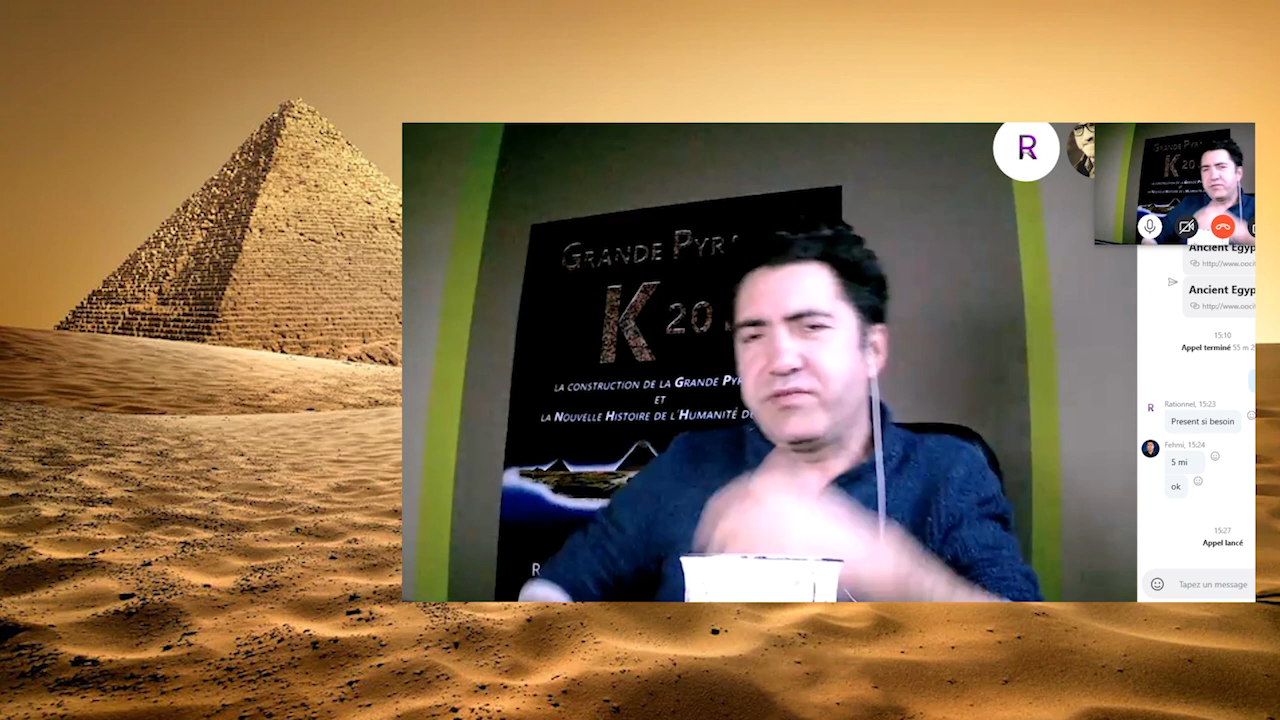 GRANDE PYR
K 20
LA CONSTRUCTION DE LA GRANDE PYR
ET
LA NOUVELLE HISTOIRE DE L'HUMANITÉ D
R
R
K 20
Ancient Egyp
Ancient Egyp
15:10
Appel terminé 55 m
Rationnel, 15:23
R
Present si besoin
Fehmi, 15:24
5 mi
ok
15:27
Appel lancé
Tapez un message